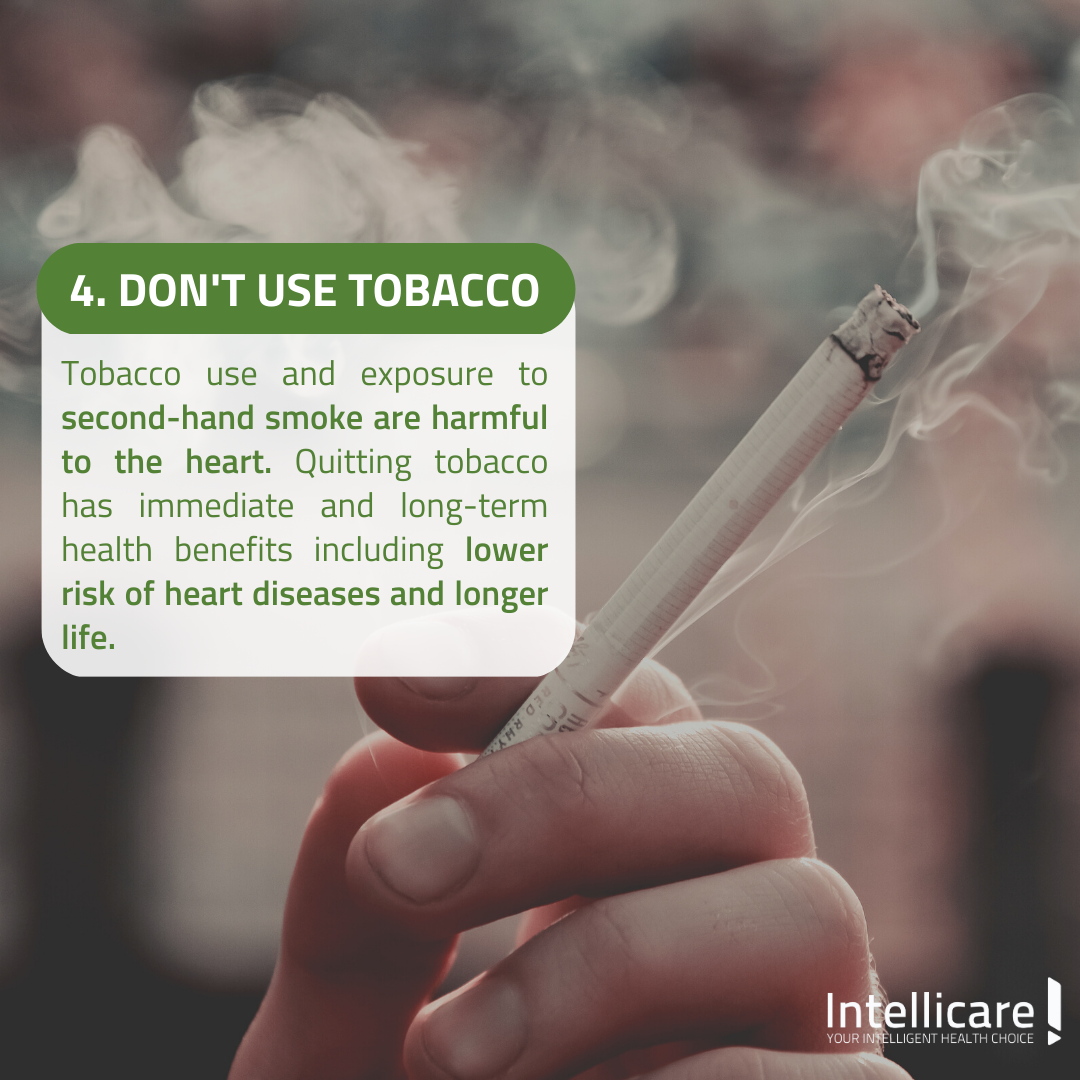 4. DON'T USE TOBACCO
Tobacco use and exposure to
second-hand smoke are harmful
to the heart. Quitting tobacco
has immediate and long-term
health benefits including lower
risk of heart diseases and longer
life.
Intellicare
YOUR INTELLIGENT HEALTH CHOICE